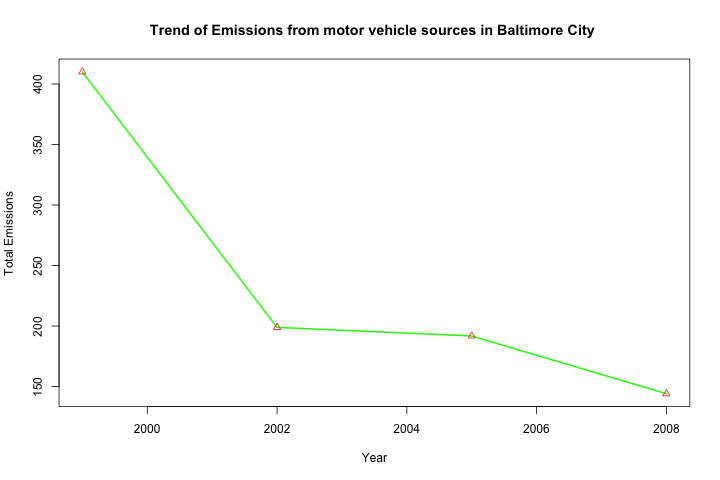 Trend of Emissions from motor vehicle sources in Baltimore City
Total Emissions
400
350
300
250
200
150
2000 2002 2004 2006 2008
Year